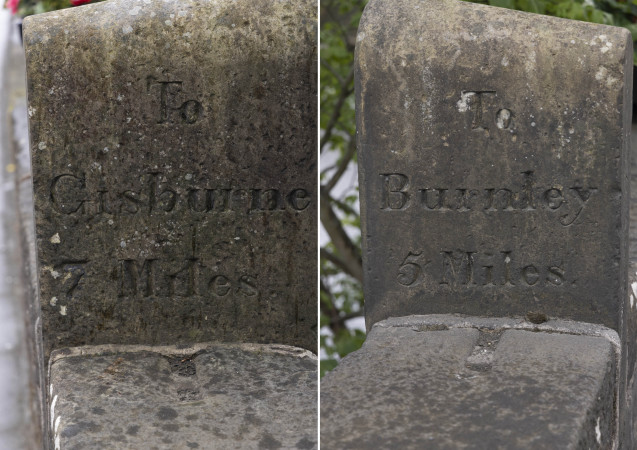 To
Gisburne
7 Miles.
To
Burnley
5 Miles.